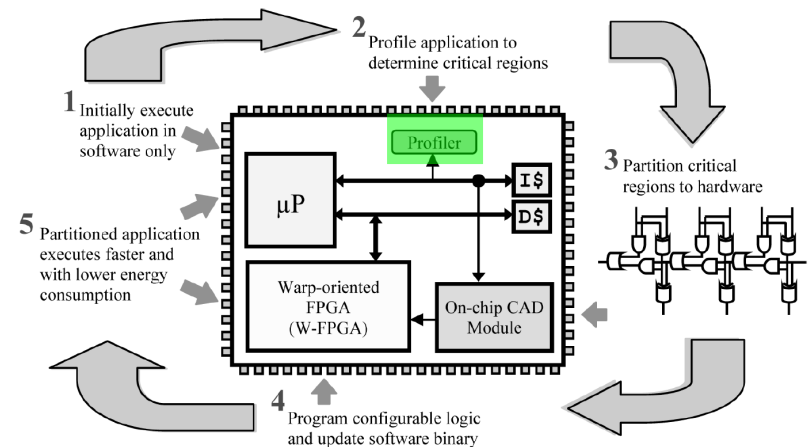 1 Initially execute
application in
software only
2 Profile application to
determine critical regions
3 Partition critical
regions to hardware
4 Program configurable logic
and update software binary
5 Partitioned application
executes faster and
with lower energy
consumption
Profiler
µP
I$
D$
Warp-oriented
FPGA
(W-FPGA)
On-chip CAD
Module